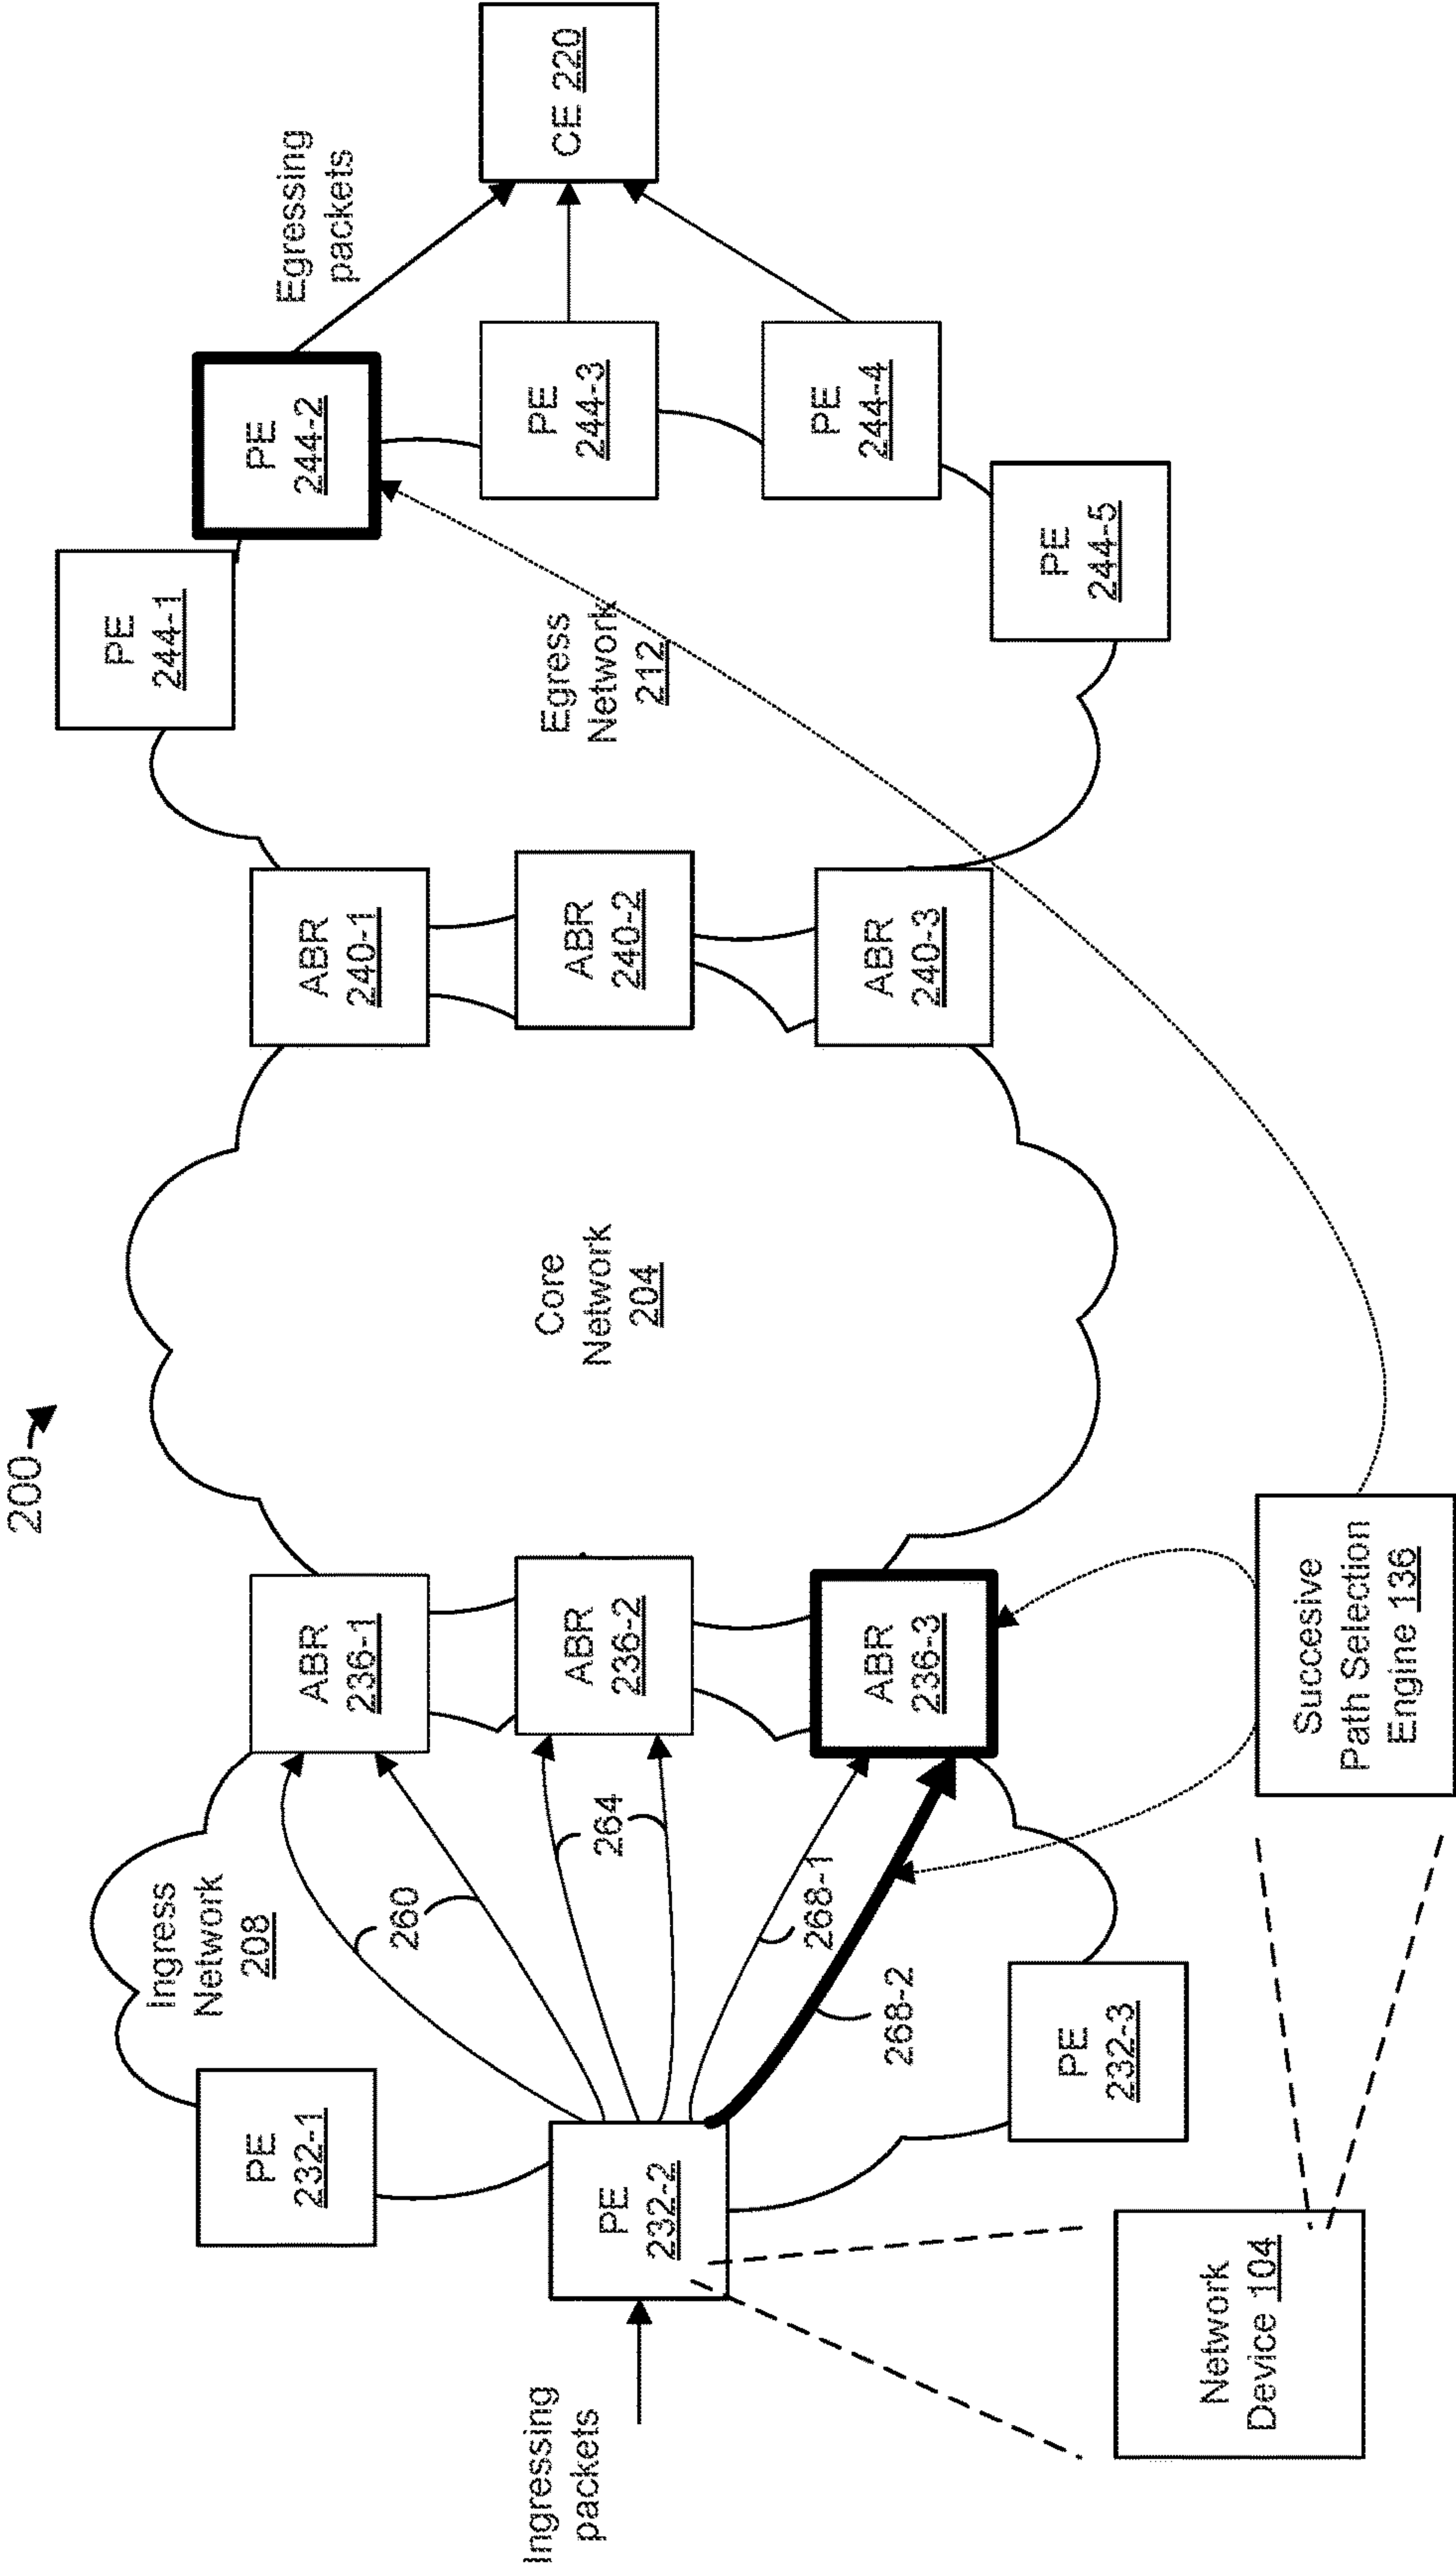 200
Ingressing
packets
Ingress
Network
208
PE
232-1
PE
232-2
PE
232-3
260
264
268-1
268-2
ABR
236-1
ABR
236-2
ABR
236-3
Core
Network
204
ABR
240-1
ABR
240-2
ABR
240-3
Egress
Network
212
PE
244-1
PE
244-2
PE
244-3
PE
244-4
PE
244-5
Egressing
packets
CE 220
Network
Device 104
Succesive
Path Selection
Engine 136